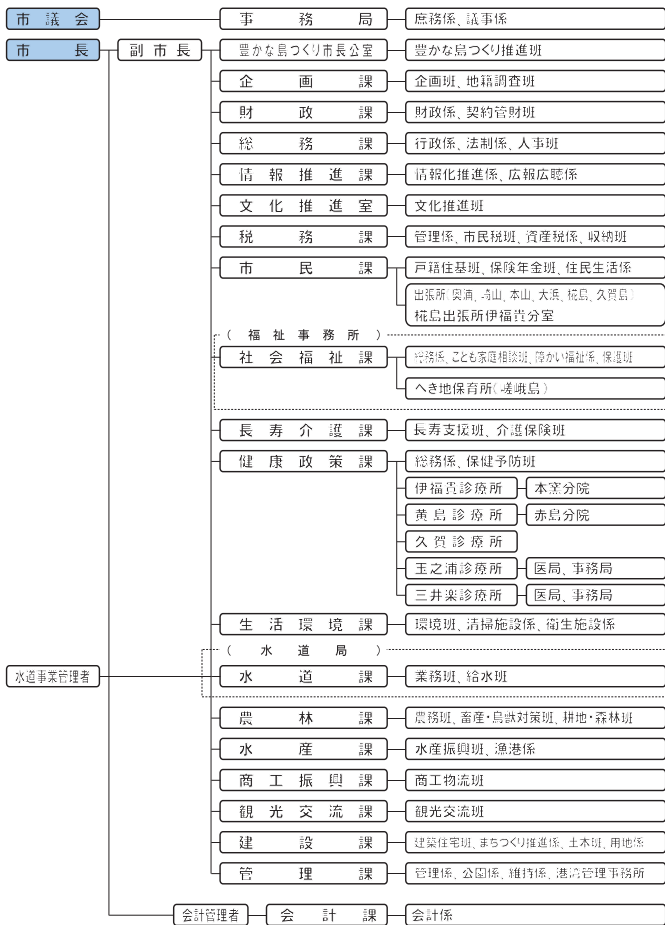 市議会 事務局 庶務係、議事係
市長 副市長 豊かな島づくり市長公室 豊かな島づくり推進班
企画課 企画班、地籍調査班
財政課 財政係、契約管財班
総務課 行政係、法制係、人事班
情報推進課 情報化推進係、広報広聴係
文化推進室 文化推進班
税務課 管理係、市民税班、資産税係、収納班
市民課 戸籍住基班、保険年金班、住民生活係
出張所(奥浦、崎山、本山、大浜、椛島、久賀島)
椛島出張所伊福貴分室
(福祉事務所)
社会福祉課 総務係、こども家庭相談班、障がい福祉係、保護班
へき地保育所(嵯峨島)
長寿介護課 長寿支援班、介護保険班
健康政策課 総務係、保健予防班
伊福貴診療所 本窯分院
黄島診療所 赤島分院
久賀診療所
玉之浦診療所 医局、事務局
三井楽診療所 医局、事務局
生活環境課 環境班、清掃施設係、衛生施設係
(水道局)
水道事業管理者 水道課 業務班、給水班
農林課 農務班、畜産・鳥獣対策班、耕地・森林班
水産課 水産振興班、漁港係
商工振興課 商工物流班
観光交流課 観光交流班
建設課 建築住宅班、まちづくり推進係、土木班、用地係
管理課 管理係、公園係、維持係、港湾管理事務所
会計管理者 会計課 会計係